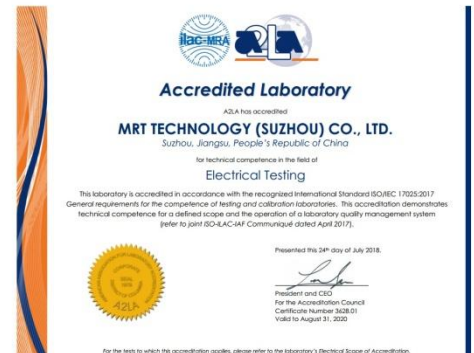 ilac-MRA
A2LA
Accredited Laboratory
A2LA has accredited
MRT TECHNOLOGY (SUZHOU) CO., LTD.
Suzhou, Jiangsu, People's Republic of China
for technical competence in the field of
Electrical Testing
This laboratory is accredited in accordance with the recognized International Standard ISO/IEC 17025:2017
General requirements for the competence of testing and calibration laboratories. This accreditation demonstrates
technical competence for a defined scope and the operation of a laboratory quality management system
(refer to joint ISO-ILAC-IAF Communiqué dated April 2017).
Presented this 24th day of July 2018.
President and CEO
For the Accreditation Council
Certificate Number 3628.01
Valid to August 31, 2020
A2LA
For the tests to which this accreditation applies, please refer to the laboratory's Electrical Scope of Accreditation.